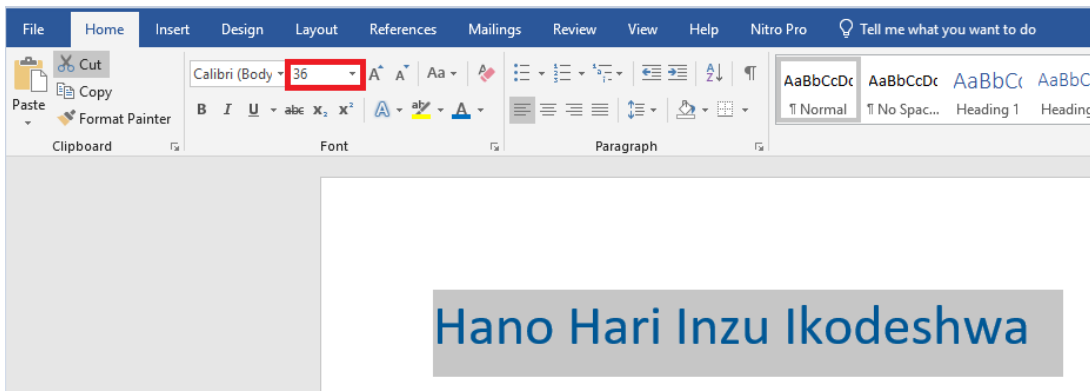 File Home Insert Design Layout References Mailings Review View Help Nitro Pro Tell me what you want to do
Cut
Copy
Format Painter
Paste
Clipboard
Calibri (Body 36 A A Aa
B I U abc X₂ X² A aby A
Font
A Z ¶
Paragraph
AaBbCcDc AaBbCcDc AaBbCc AaBbC
¶ Normal ¶ No Spac... Heading 1 Heading
Hano Hari Inzu Ikodeshwa